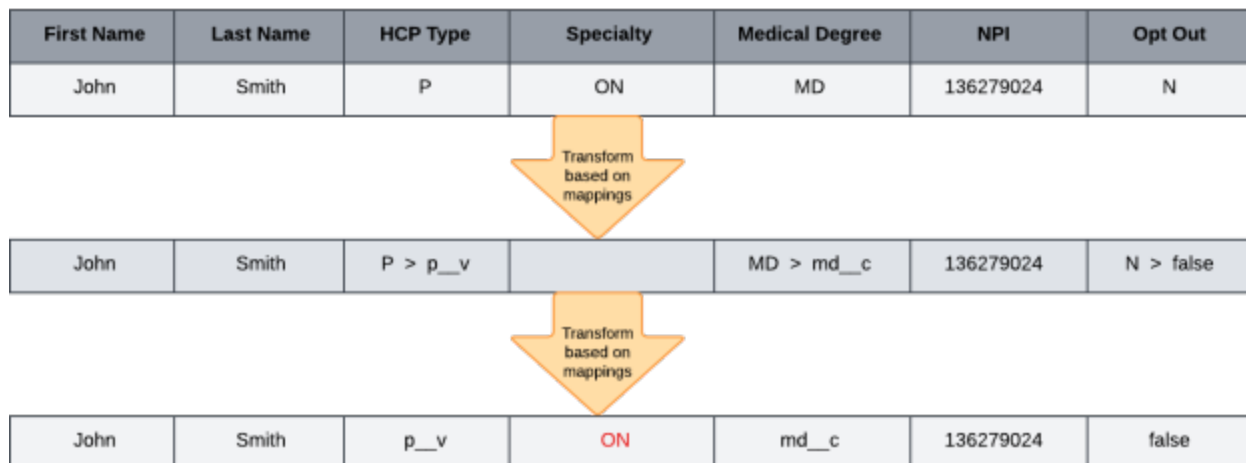 First Name Last Name HCP Type Specialty Medical Degree NPI Opt Out
John Smith P ON MD 136279024 N
Transform
based on
mappings
John Smith P > p__v MD > md__c 136279024 N > false
Transform
based on
mappings
John Smith p__v ON md__c 136279024 false